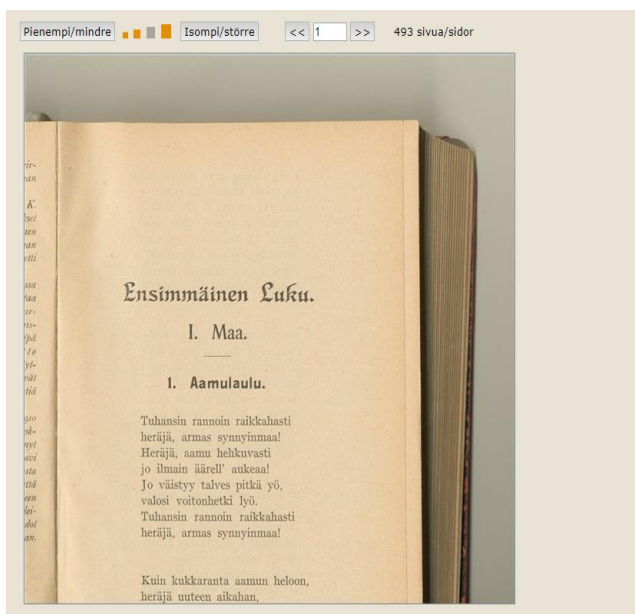 Pienempi/mindre Isompi/större << 1 >> 493 sivua/sidor
K.
Ensimmäinen Luku.
I. Maa.
1. Aamulaulu.
Tuhansin rannoin raikkahasti
heräjä, armas synnyinmaa!
Heräjä, aamu hehkuvasti
jo ilmain äärell' aukeaa!
Jo väistyy talves pitkä yö,
valosi voitonhetki lyö.
Tuhansin rannoin raikkahasti
heräjä, armas synnyinmaa!
Kuin kukkaranta aamun heloon,
heräjä uuteen aikahan,